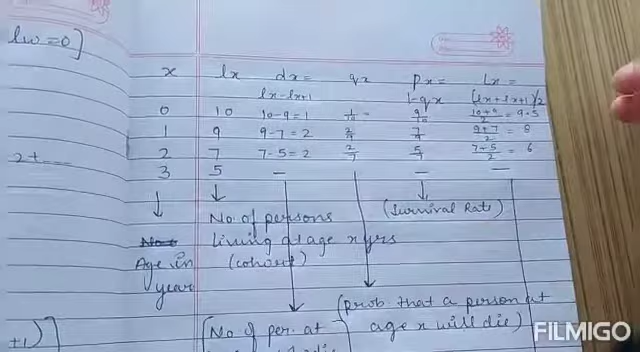 lw=0]
x lx dx= qx px= Lx=
lx-lx+1 1-qx (lx+lx+1)/2
0 10 10-9=1 1/10 9/10 10+9/2 = 9.5
1 9 9-7=2 2/9 7/9 9+7/2 = 8
2+---
2 7 7-5=2 2/7 5/7 7+5/2 = 6
3 5 - - -
No of persons (Survival Rate)
living at age x yrs
Age in (cohort)
year
(prob that a person at
+1)] (No of per. at age x will die)
FILMIGO